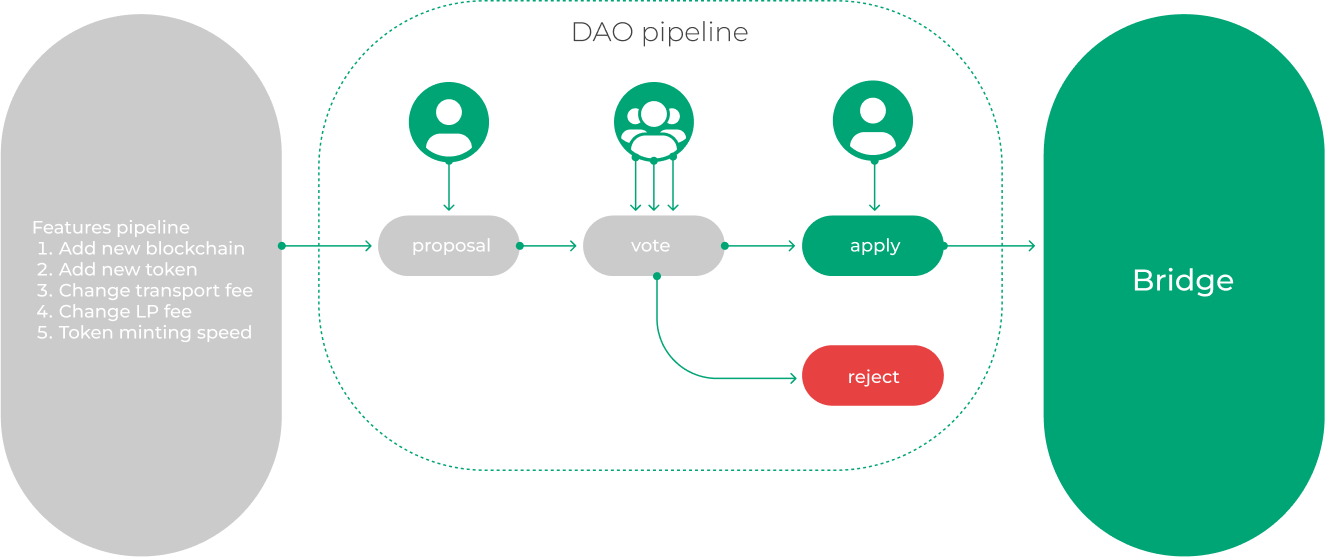 DAO pipeline
Features pipeline
1. Add new blockchain
2. Add new token
3. Change transport fee
4. Change LP fee
5. Token minting speed
proposal
vote
apply
reject
Bridge